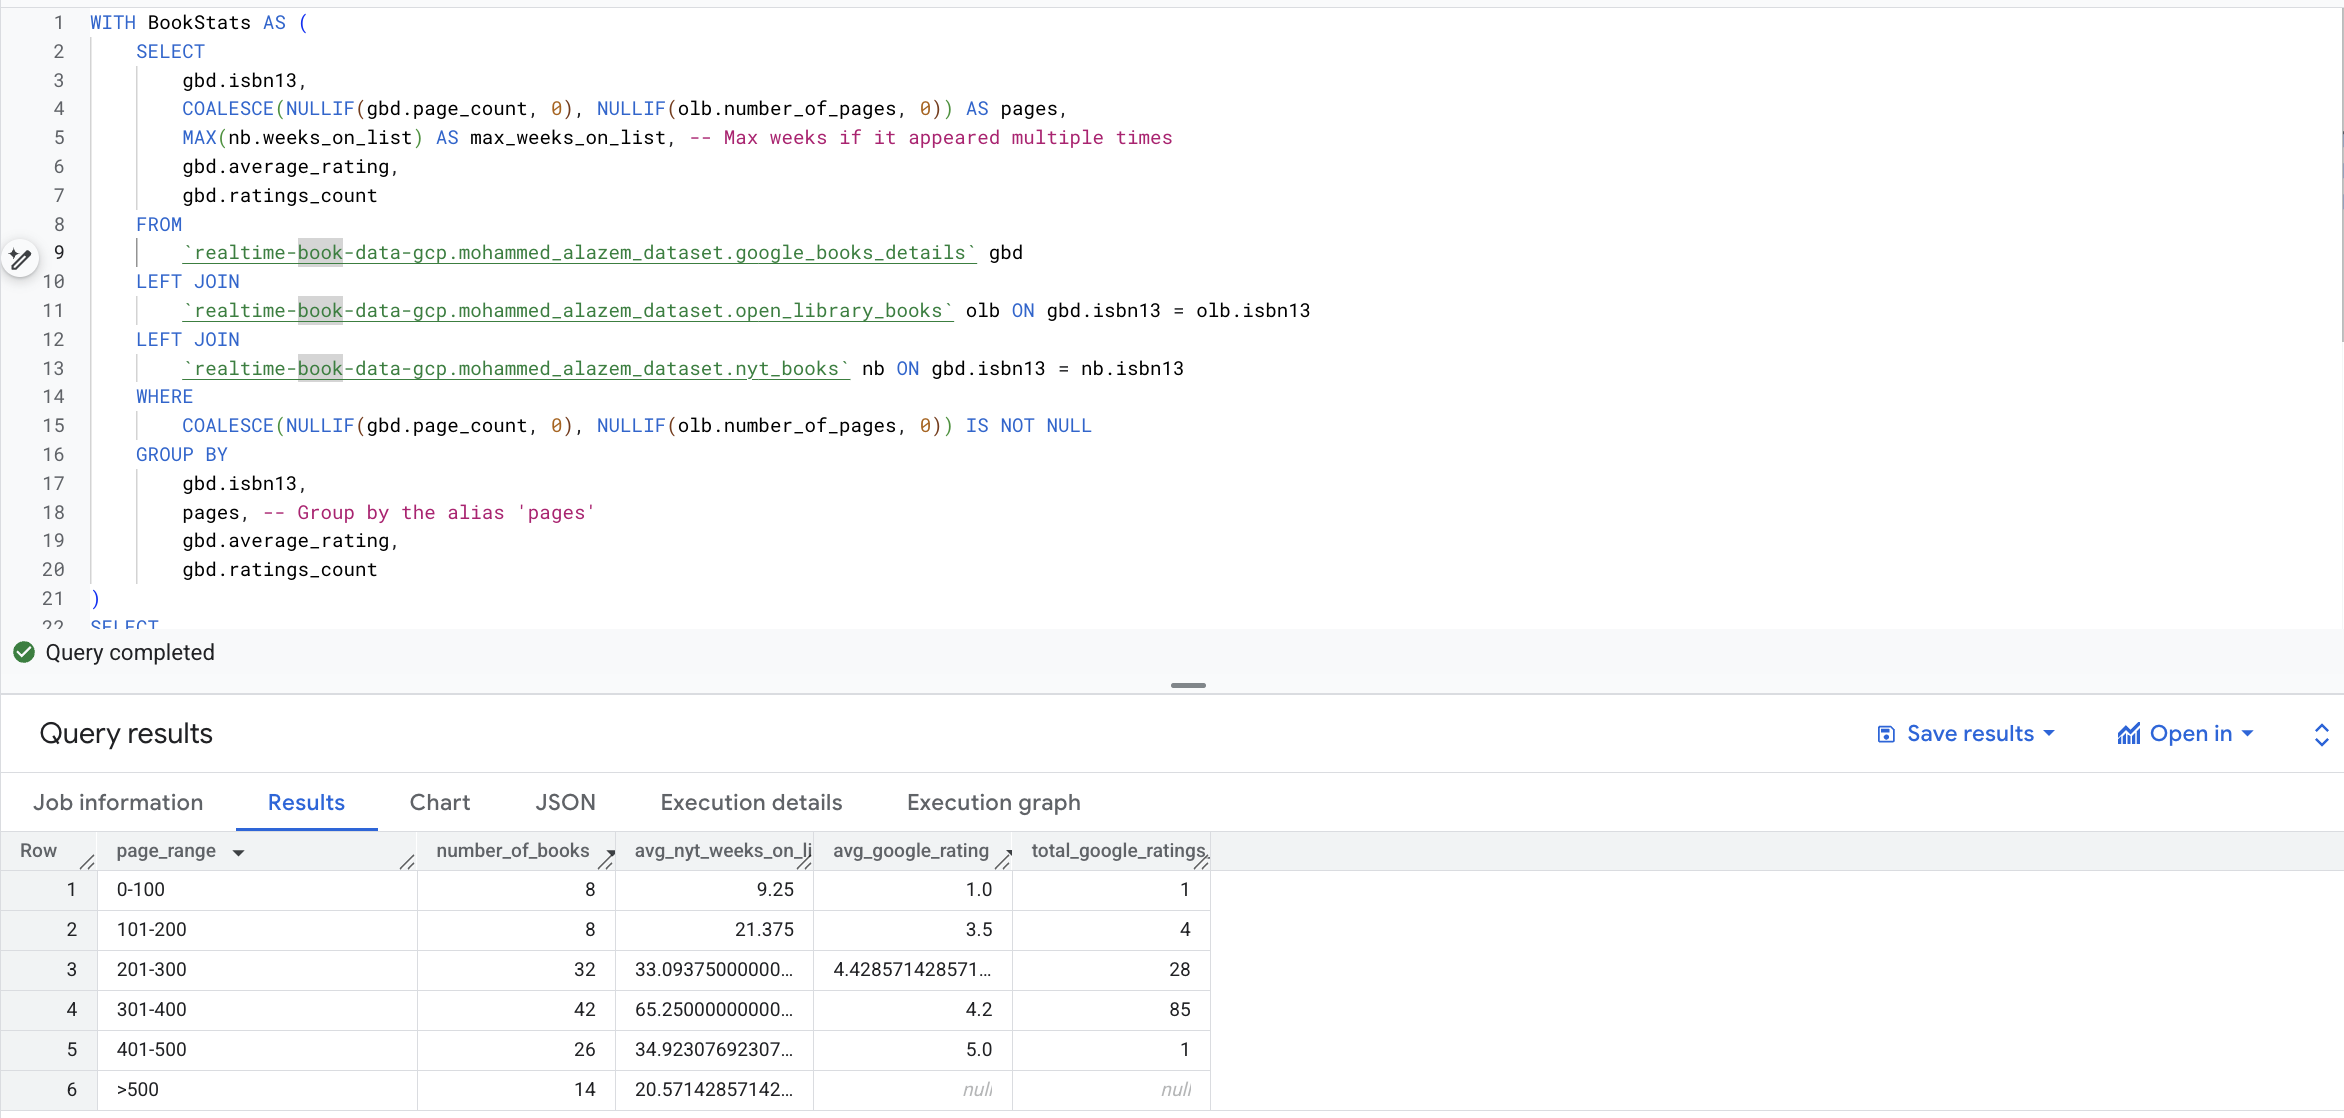 1 WITH BookStats AS (
2 SELECT
3 gbd.isbn13,
4 COALESCE(NULLIF(gbd.page_count, 0), NULLIF(olb.number_of_pages, 0)) AS pages,
5 MAX(nb.weeks_on_list) AS max_weeks_on_list, -- Max weeks if it appeared multiple times
6 gbd.average_rating,
7 gbd.ratings_count
8 FROM
9 `realtime-book-data-gcp.mohammed_alazem_dataset.google_books_details` gbd
10 LEFT JOIN
11 `realtime-book-data-gcp.mohammed_alazem_dataset.open_library_books` olb ON gbd.isbn13 = olb.isbn13
12 LEFT JOIN
13 `realtime-book-data-gcp.mohammed_alazem_dataset.nyt_books` nb ON gbd.isbn13 = nb.isbn13
14 WHERE
15 COALESCE(NULLIF(gbd.page_count, 0), NULLIF(olb.number_of_pages, 0)) IS NOT NULL
16 GROUP BY
17 gbd.isbn13,
18 pages, -- Group by the alias 'pages'
19 gbd.average_rating,
20 gbd.ratings_count
21 )
22 SELECT
Query completed
Query results Save results Open in
Job information Results Chart JSON Execution details Execution graph
Row page_range number_of_books avg_nyt_weeks_on_li avg_google_rating total_google_ratings
1 0-100 8 9.25 1.0 1
2 101-200 8 21.375 3.5 4
3 201-300 32 33.09375000000... 4.428571428571... 28
4 301-400 42 65.25000000000... 4.2 85
5 401-500 26 34.92307692307... 5.0 1
6 >500 14 20.57142857142... null null